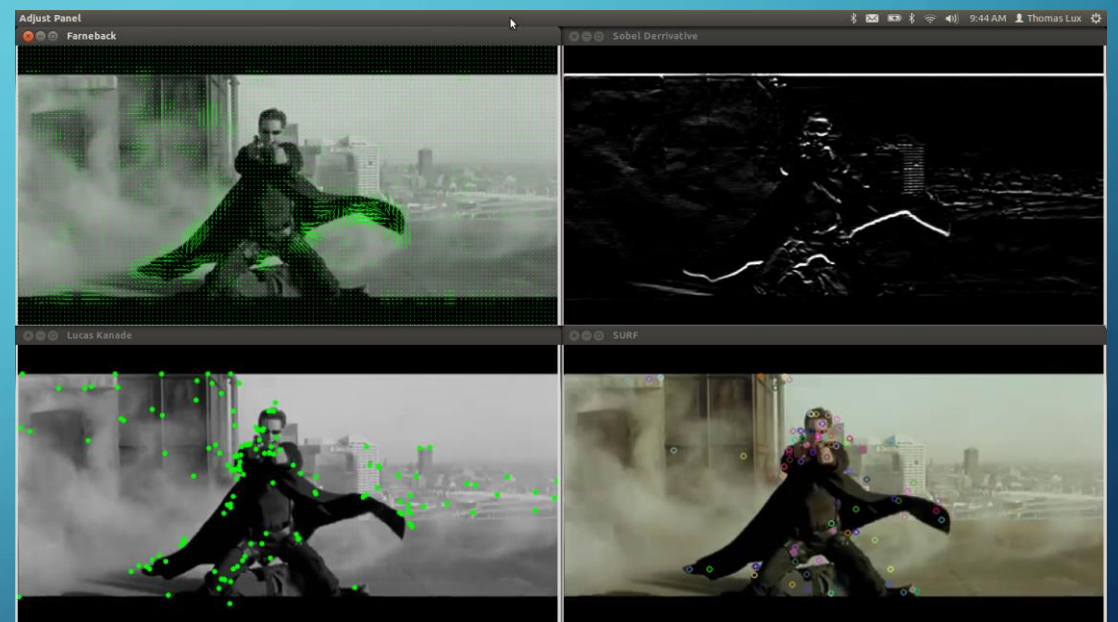 Adjust Panel
9:44 AM Thomas Lux
Farneback
Sobel Derrivative
Lucas Kanade
SURF